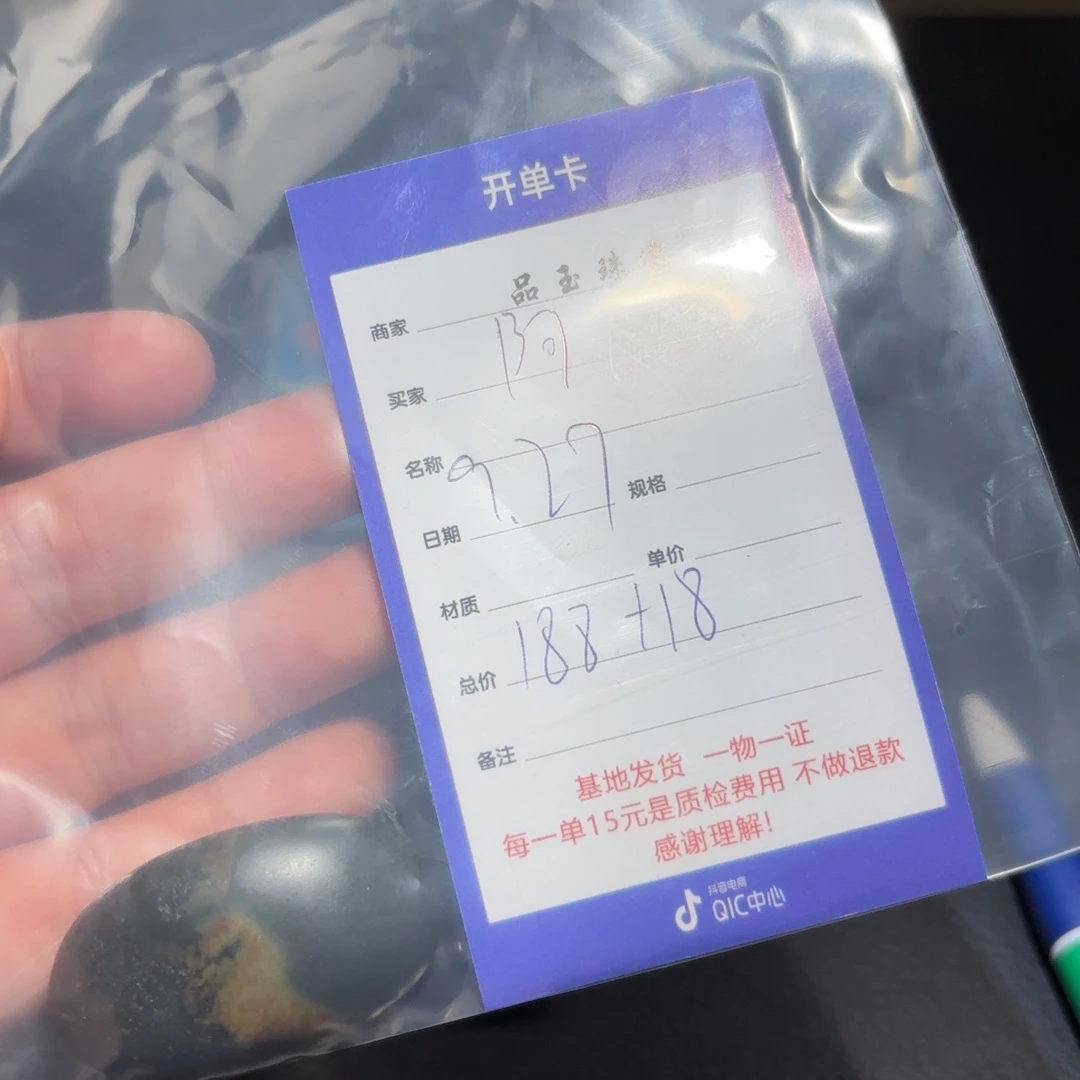 开单卡
商家 品玉珠宝
买家 阿
名称
日期 9.27 规格
材质 单价
总价 188+18
备注
基地发货 一物一证
每一单15元是质检费用 不做退款
感谢理解!
抖音电商
QIC中心